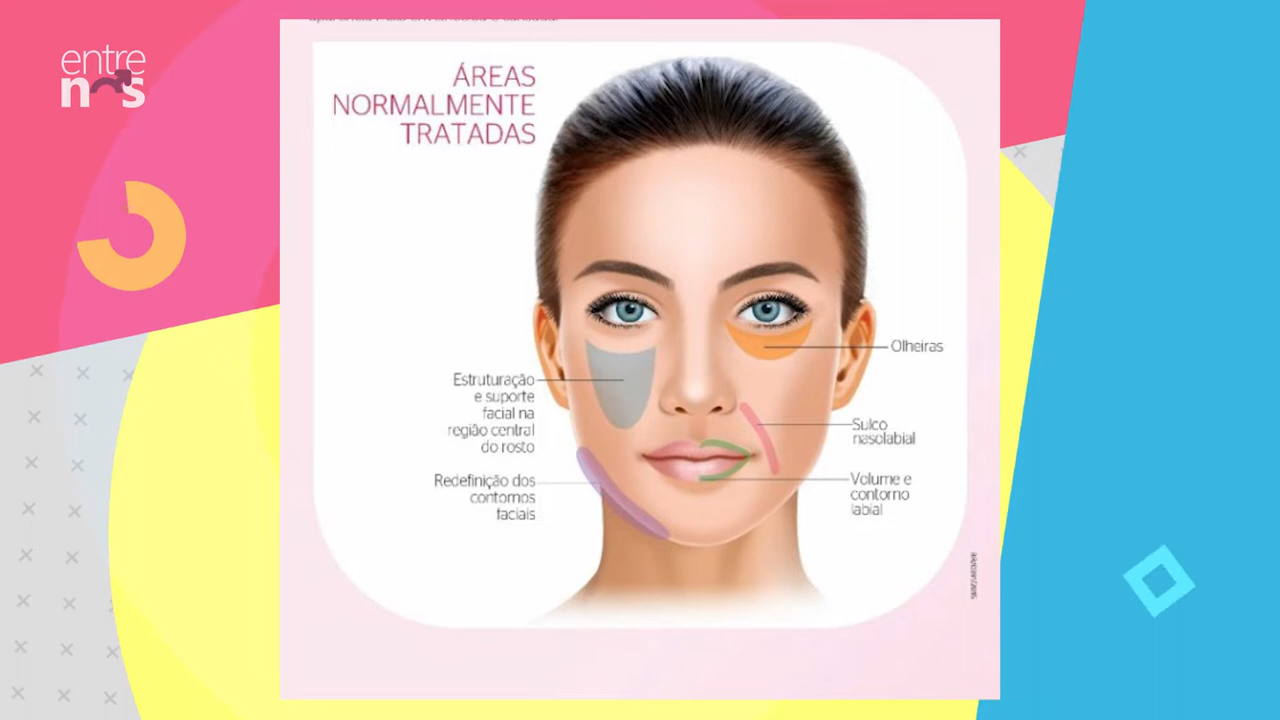 entre
nós
ÁREAS
NORMALMENTE
TRATADAS
Olheiras
Estruturação
e suporte
facial na
região central
do rosto
Sulco
nasolabial
Redefinição dos
contornos
faciais
Volume e
contorno
labial